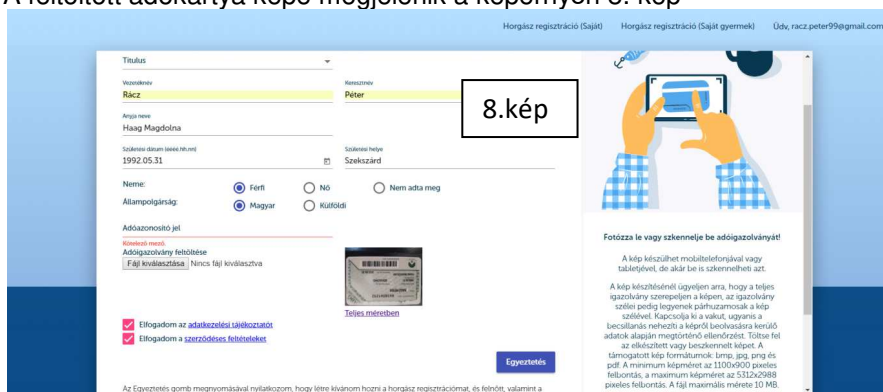 A feltöltött adókártya képe megjelenik a képernyőn 8. kép
Horgász regisztráció (Saját) Horgász regisztráció (Saját gyermek) Üdv, racz.peter99@gmail.com
8.kép
Titulus
Vezetéknév Keresztnév
Rácz Péter
Anyja neve
Haag Magdolna
Születési dátum (éééé.hh.nn) Születési helye
1992.05.31 Szekszárd
Neme: Férfi Nő Nem adta meg
Állampolgárság: Magyar Külföldi
Adóazonosító jel
Kötelező mező.
Adóigazolvány feltöltése
Fájl kiválasztása Nincs fájl kiválasztva
Teljes méretben
Elfogadom az adatkezelési tájékoztatót
Elfogadom a szerződéses feltételeket
Egyeztetés
Az Egyeztetés gomb megnyomásával nyilatkozom, hogy létre kívánom hozni a horgász regisztrációmat, és felnőtt, valamint a
Fotózza le vagy szkennelje be adóigazolványát!
A kép készülhet mobiltelefonjával vagy
tabletjével, de akár be is szkennelheti azt.
A kép készítésénél ügyeljen arra, hogy a teljes
igazolvány szerepeljen a képen, az igazolvány
szélei pedig legyenek párhuzamosak a kép
szélével. Kapcsolja ki a vakut, ugyanis a
becsillanás nehezíti a képről beolvasásra kerülő
adatok alapján megtörténő ellenőrzést. Töltse fel
az elkészített vagy beszkennelt képet. A
támogatott kép formátumok: bmp, jpg, png és
pdf. A minimum képméret az 1100x900 pixeles
felbontás, a maximum képméret az 5312x2988
pixeles felbontás. A fájl maximális mérete 10 MB.